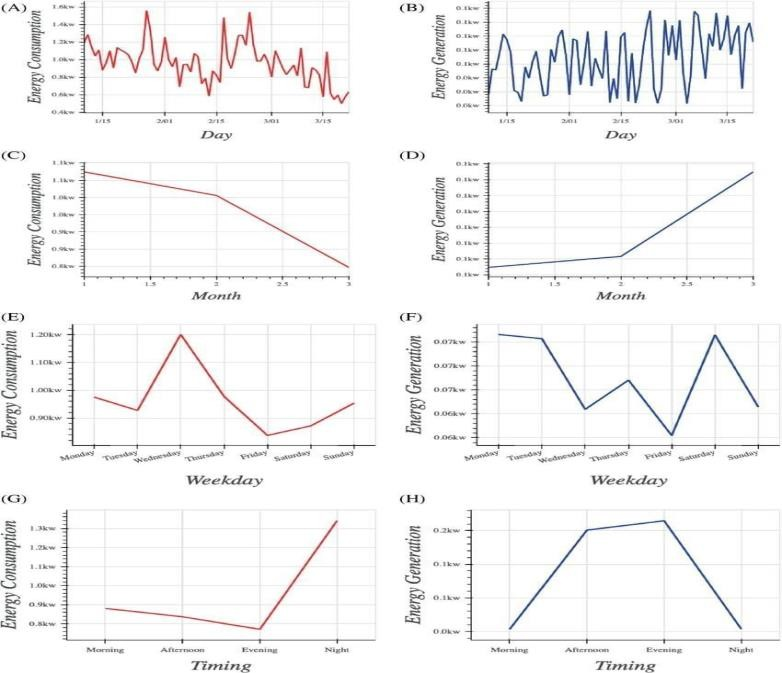 (A)
Energy Consumption
1.6kw
1.4kw
1.2kw
1.0kw
0.8kw
0.6kw
0.4kw
1/15
2/01
2/15
3/01
3/15
Day
(B)
Energy Generation
0.1kw
0.1kw
0.1kw
0.1kw
0.1kw
0.0kw
0.0kw
0.0kw
1/15
2/01
2/15
3/01
3/15
Day
(C)
Energy Consumption
1.1kw
1.1kw
1.0kw
1.0kw
0.9kw
0.9kw
0.8kw
1
1.5
2
2.5
3
Month
(D)
Energy Generation
0.1kw
0.1kw
0.1kw
0.1kw
0.1kw
0.1kw
0.1kw
1
1.5
2
2.5
3
Month
(E)
Energy Consumption
1.20kw
1.10kw
1.00kw
0.90kw
Monday
Tuesday
Wednesday
Thursday
Friday
Saturday
Sunday
Weekday
(F)
Energy Generation
0.07kw
0.07kw
0.07kw
0.06kw
0.06kw
Monday
Tuesday
Wednesday
Thursday
Friday
Saturday
Sunday
Weekday
(G)
Energy Consumption
1.3kw
1.2kw
1.1kw
1.0kw
0.9kw
0.8kw
Morning
Afternoon
Evening
Night
Timing
(H)
Energy Generation
0.2kw
0.1kw
0.1kw
0.0kw
Morning
Afternoon
Evening
Night
Timing